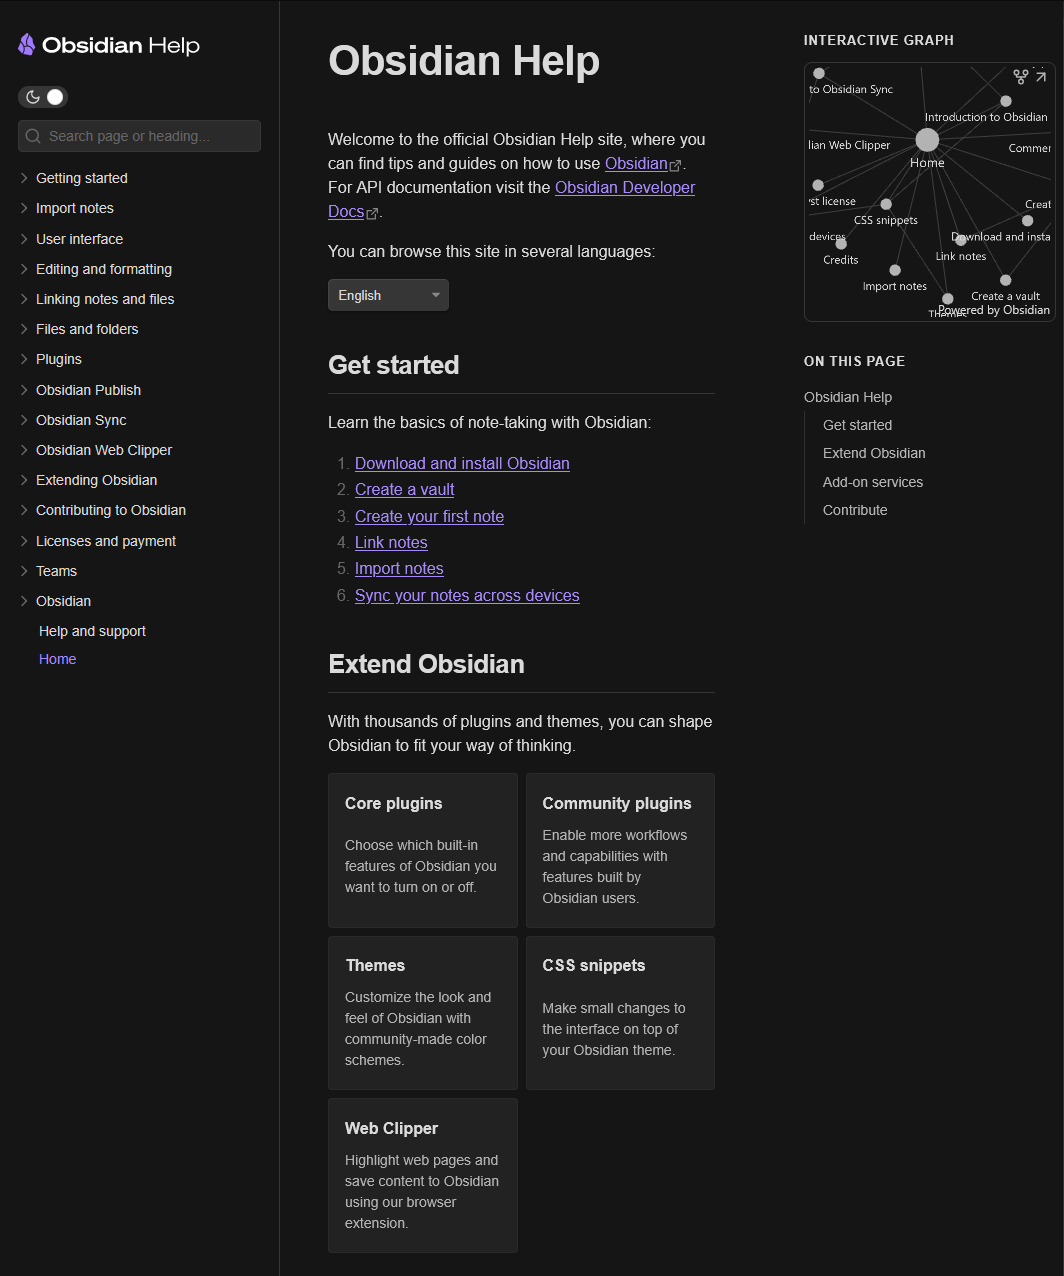 Obsidian Help
Search page or heading...
Getting started
Import notes
User interface
Editing and formatting
Linking notes and files
Files and folders
Plugins
Obsidian Publish
Obsidian Sync
Obsidian Web Clipper
Extending Obsidian
Contributing to Obsidian
Licenses and payment
Teams
Obsidian
Help and support
Home
Obsidian Help
Welcome to the official Obsidian Help site, where you
can find tips and guides on how to use Obsidian.
For API documentation visit the Obsidian Developer
Docs.
You can browse this site in several languages:
English
Get started
Learn the basics of note-taking with Obsidian:
1. Download and install Obsidian
2. Create a vault
3. Create your first note
4. Link notes
5. Import notes
6. Sync your notes across devices
Extend Obsidian
With thousands of plugins and themes, you can shape
Obsidian to fit your way of thinking.
Core plugins
Choose which built-in
features of Obsidian you
want to turn on or off.
Community plugins
Enable more workflows
and capabilities with
features built by
Obsidian users.
Themes
Customize the look and
feel of Obsidian with
community-made color
schemes.
CSS snippets
Make small changes to
the interface on top of
your Obsidian theme.
Web Clipper
Highlight web pages and
save content to Obsidian
using our browser
extension.
INTERACTIVE GRAPH
to Obsidian Sync
Introduction to Obsidian
lian Web Clipper
Commer
Home
st license
Creat
CSS snippets
devices
Download and insta
Credits
Link notes
Import notes
Create a vault
Themes
Powered by Obsidian
ON THIS PAGE
Obsidian Help
Get started
Extend Obsidian
Add-on services
Contribute